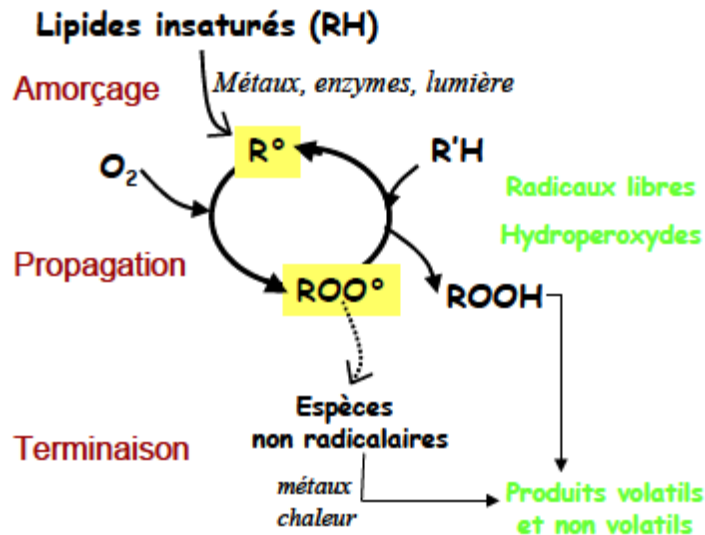 Lipides insaturés (RH)
Amorçage
Métaux, enzymes, lumière
R°
R'H
O₂
Radicaux libres
Hydroperoxydes
Propagation
ROO°
ROOH
Espèces
non radicalaires
Terminaison
métaux
chaleur
Produits volatils
et non volatils